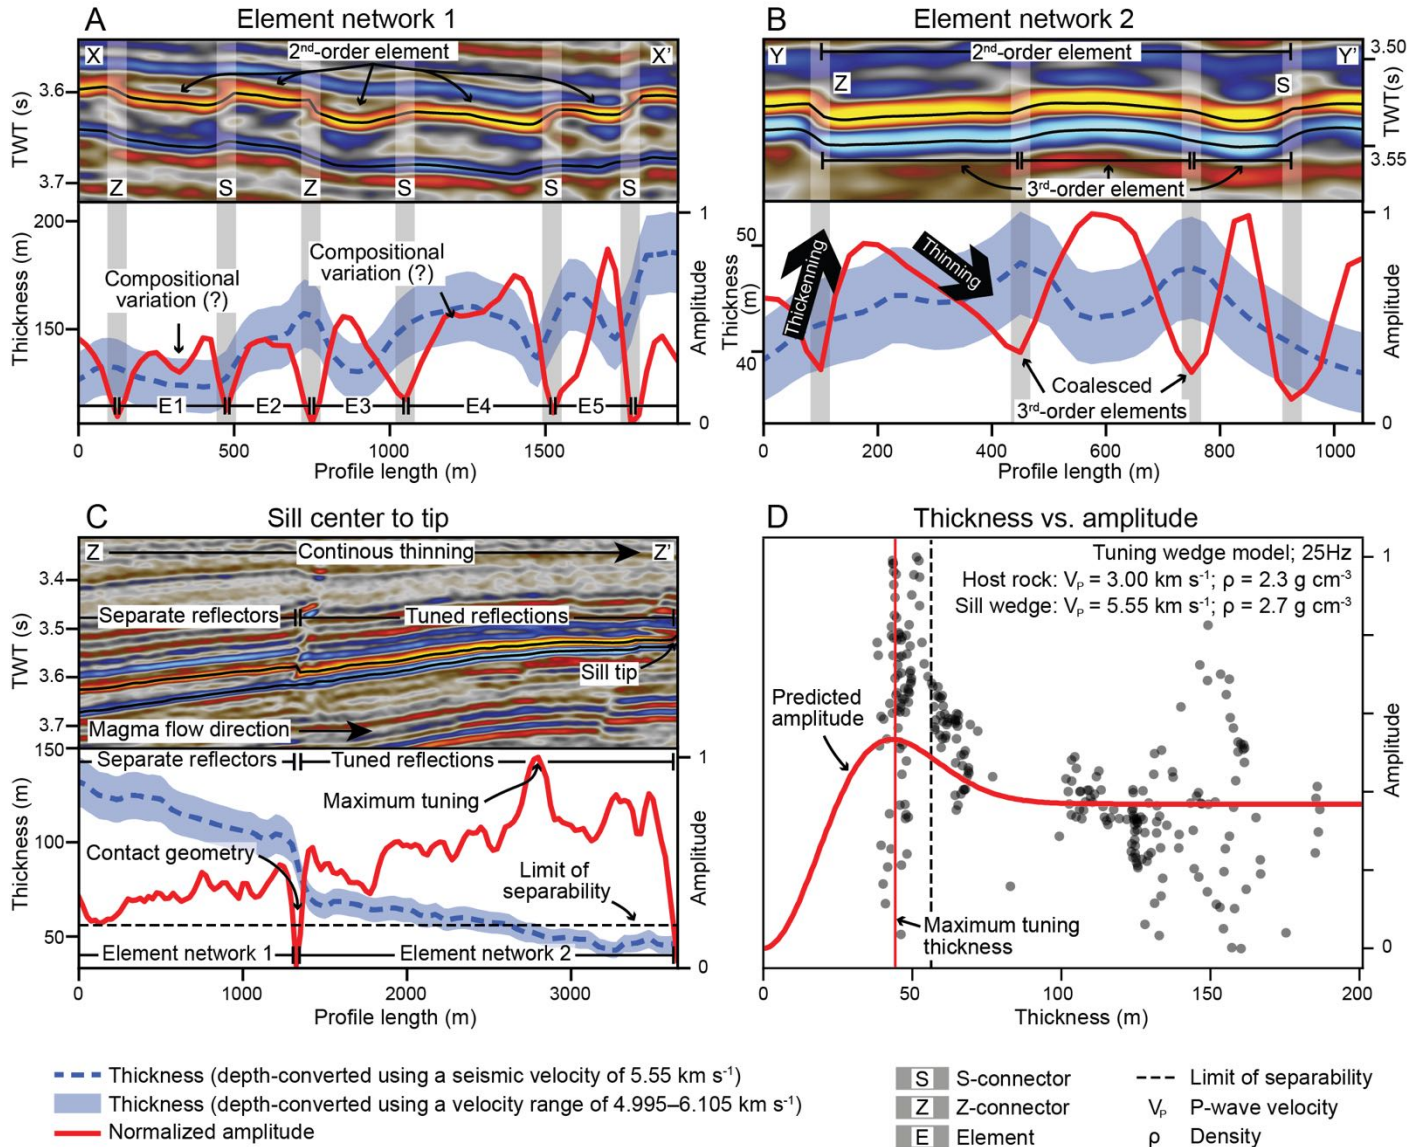 A Element network 1
X 2nd-order element X'
TWT (s)
3.6
3.7
Z S Z S S S
Thickness (m)
200
150
Compositional
variation (?)
Compositional
variation (?)
E1 E2 E3 E4 E5
1
Amplitude
0
0 500 1000 1500
Profile length (m)
B Element network 2
Y 2nd-order element Y'
Z S
3rd-order element
3.50
TWT(s)
3.55
Thickness
(m)
50
40
Thickenning
Thinning
Coalesced
3rd-order elements
1
Amplitude
0
0 200 400 600 800 1000
Profile length (m)
C Sill center to tip
Z Continous thinning Z'
TWT (s)
3.4
3.5
3.6
3.7
Separate reflectors Tuned reflections
Sill tip
Magma flow direction
Thickness (m)
150
100
50
Separate reflectors Tuned reflections
Maximum tuning
Contact geometry
Limit of
separability
Element network 1 Element network 2
1
Amplitude
0
0 1000 2000 3000
Profile length (m)
D Thickness vs. amplitude
Tuning wedge model; 25Hz
Host rock: VP = 3.00 km s-1; ρ = 2.3 g cm-3
Sill wedge: VP = 5.55 km s-1; ρ = 2.7 g cm-3
Predicted
amplitude
Maximum tuning
thickness
1
Amplitude
0
0 50 100 150 200
Thickness (m)
Thickness (depth-converted using a seismic velocity of 5.55 km s-1)
Thickness (depth-converted using a velocity range of 4.995–6.105 km s-1)
Normalized amplitude
S S-connector
Z Z-connector
E Element
Limit of separability
VP P-wave velocity
ρ Density